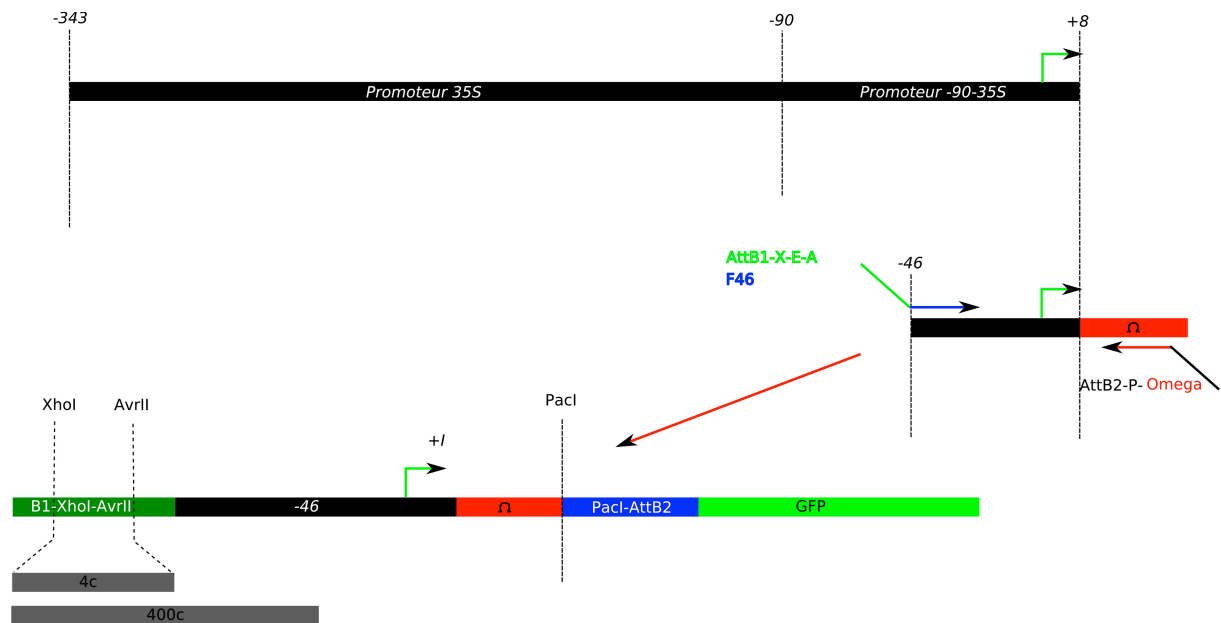 -343
-90
+8
Promoteur 35S
Promoteur -90-35S
AttB1-X-E-A
F46
-46
Ω
AttB2-P-Omega
XhoI
AvrII
PacI
+I
B1-XhoI-AvrII
-46
Ω
PacI-AttB2
GFP
4c
400c